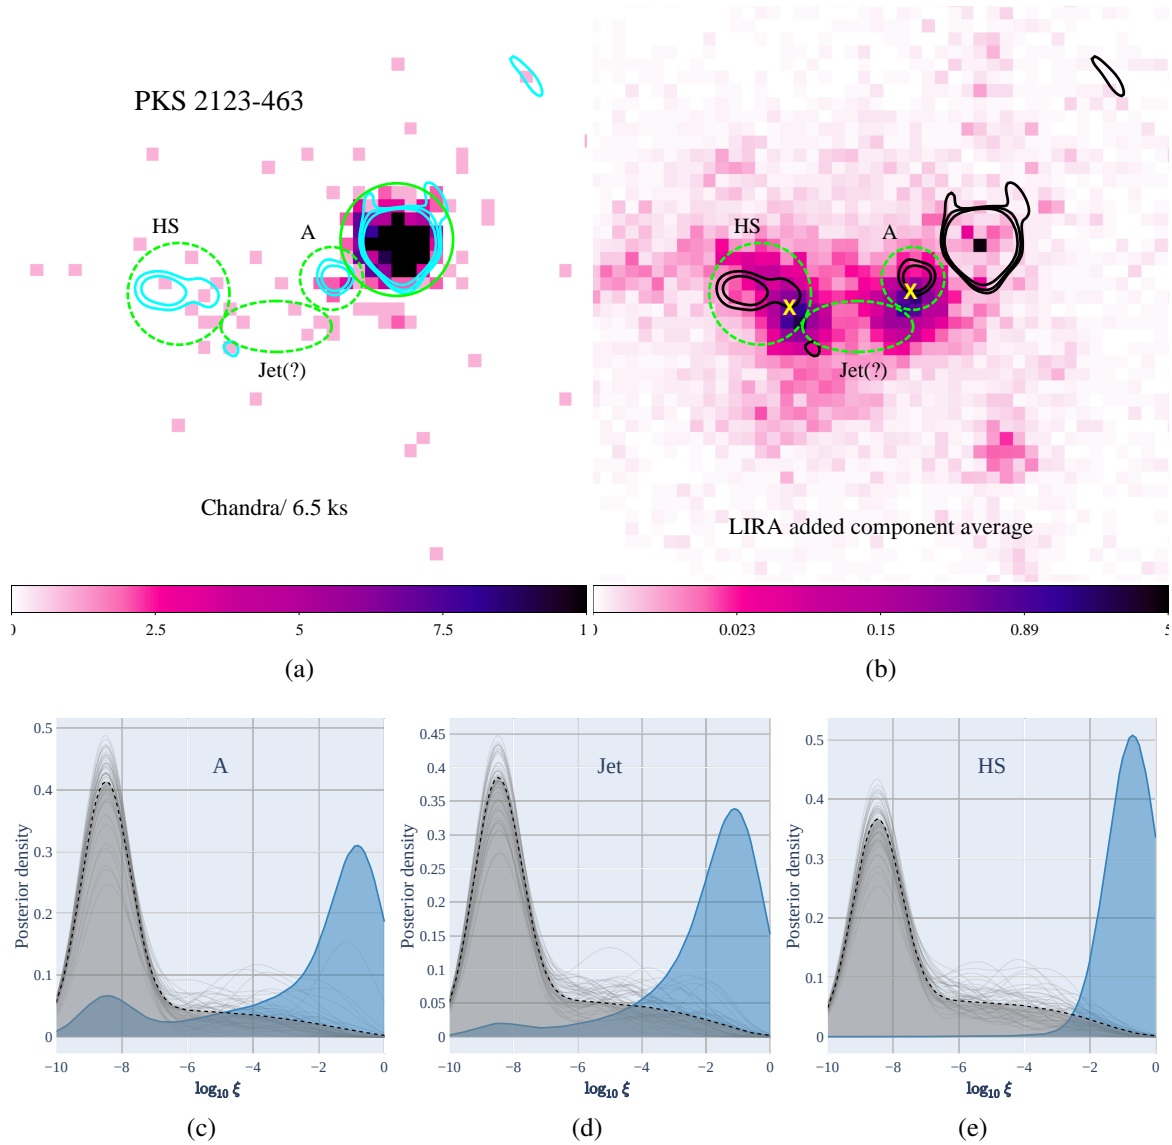 PKS 2123-463
HS
A
Jet(?)
Chandra/ 6.5 ks
0 2.5 5 7.5 1
(a)
HS
A
X
X
Jet(?)
LIRA added component average
0 0.023 0.15 0.89 5
(b)
A
Posterior density
0.5
0.4
0.3
0.2
0.1
0
−10 −8 −6 −4 −2 0
log10 ξ
(c)
Jet
Posterior density
0.45
0.4
0.35
0.3
0.25
0.2
0.15
0.1
0.05
0
−10 −8 −6 −4 −2 0
log10 ξ
(d)
HS
Posterior density
0.5
0.4
0.3
0.2
0.1
0
−10 −8 −6 −4 −2 0
log10 ξ
(e)